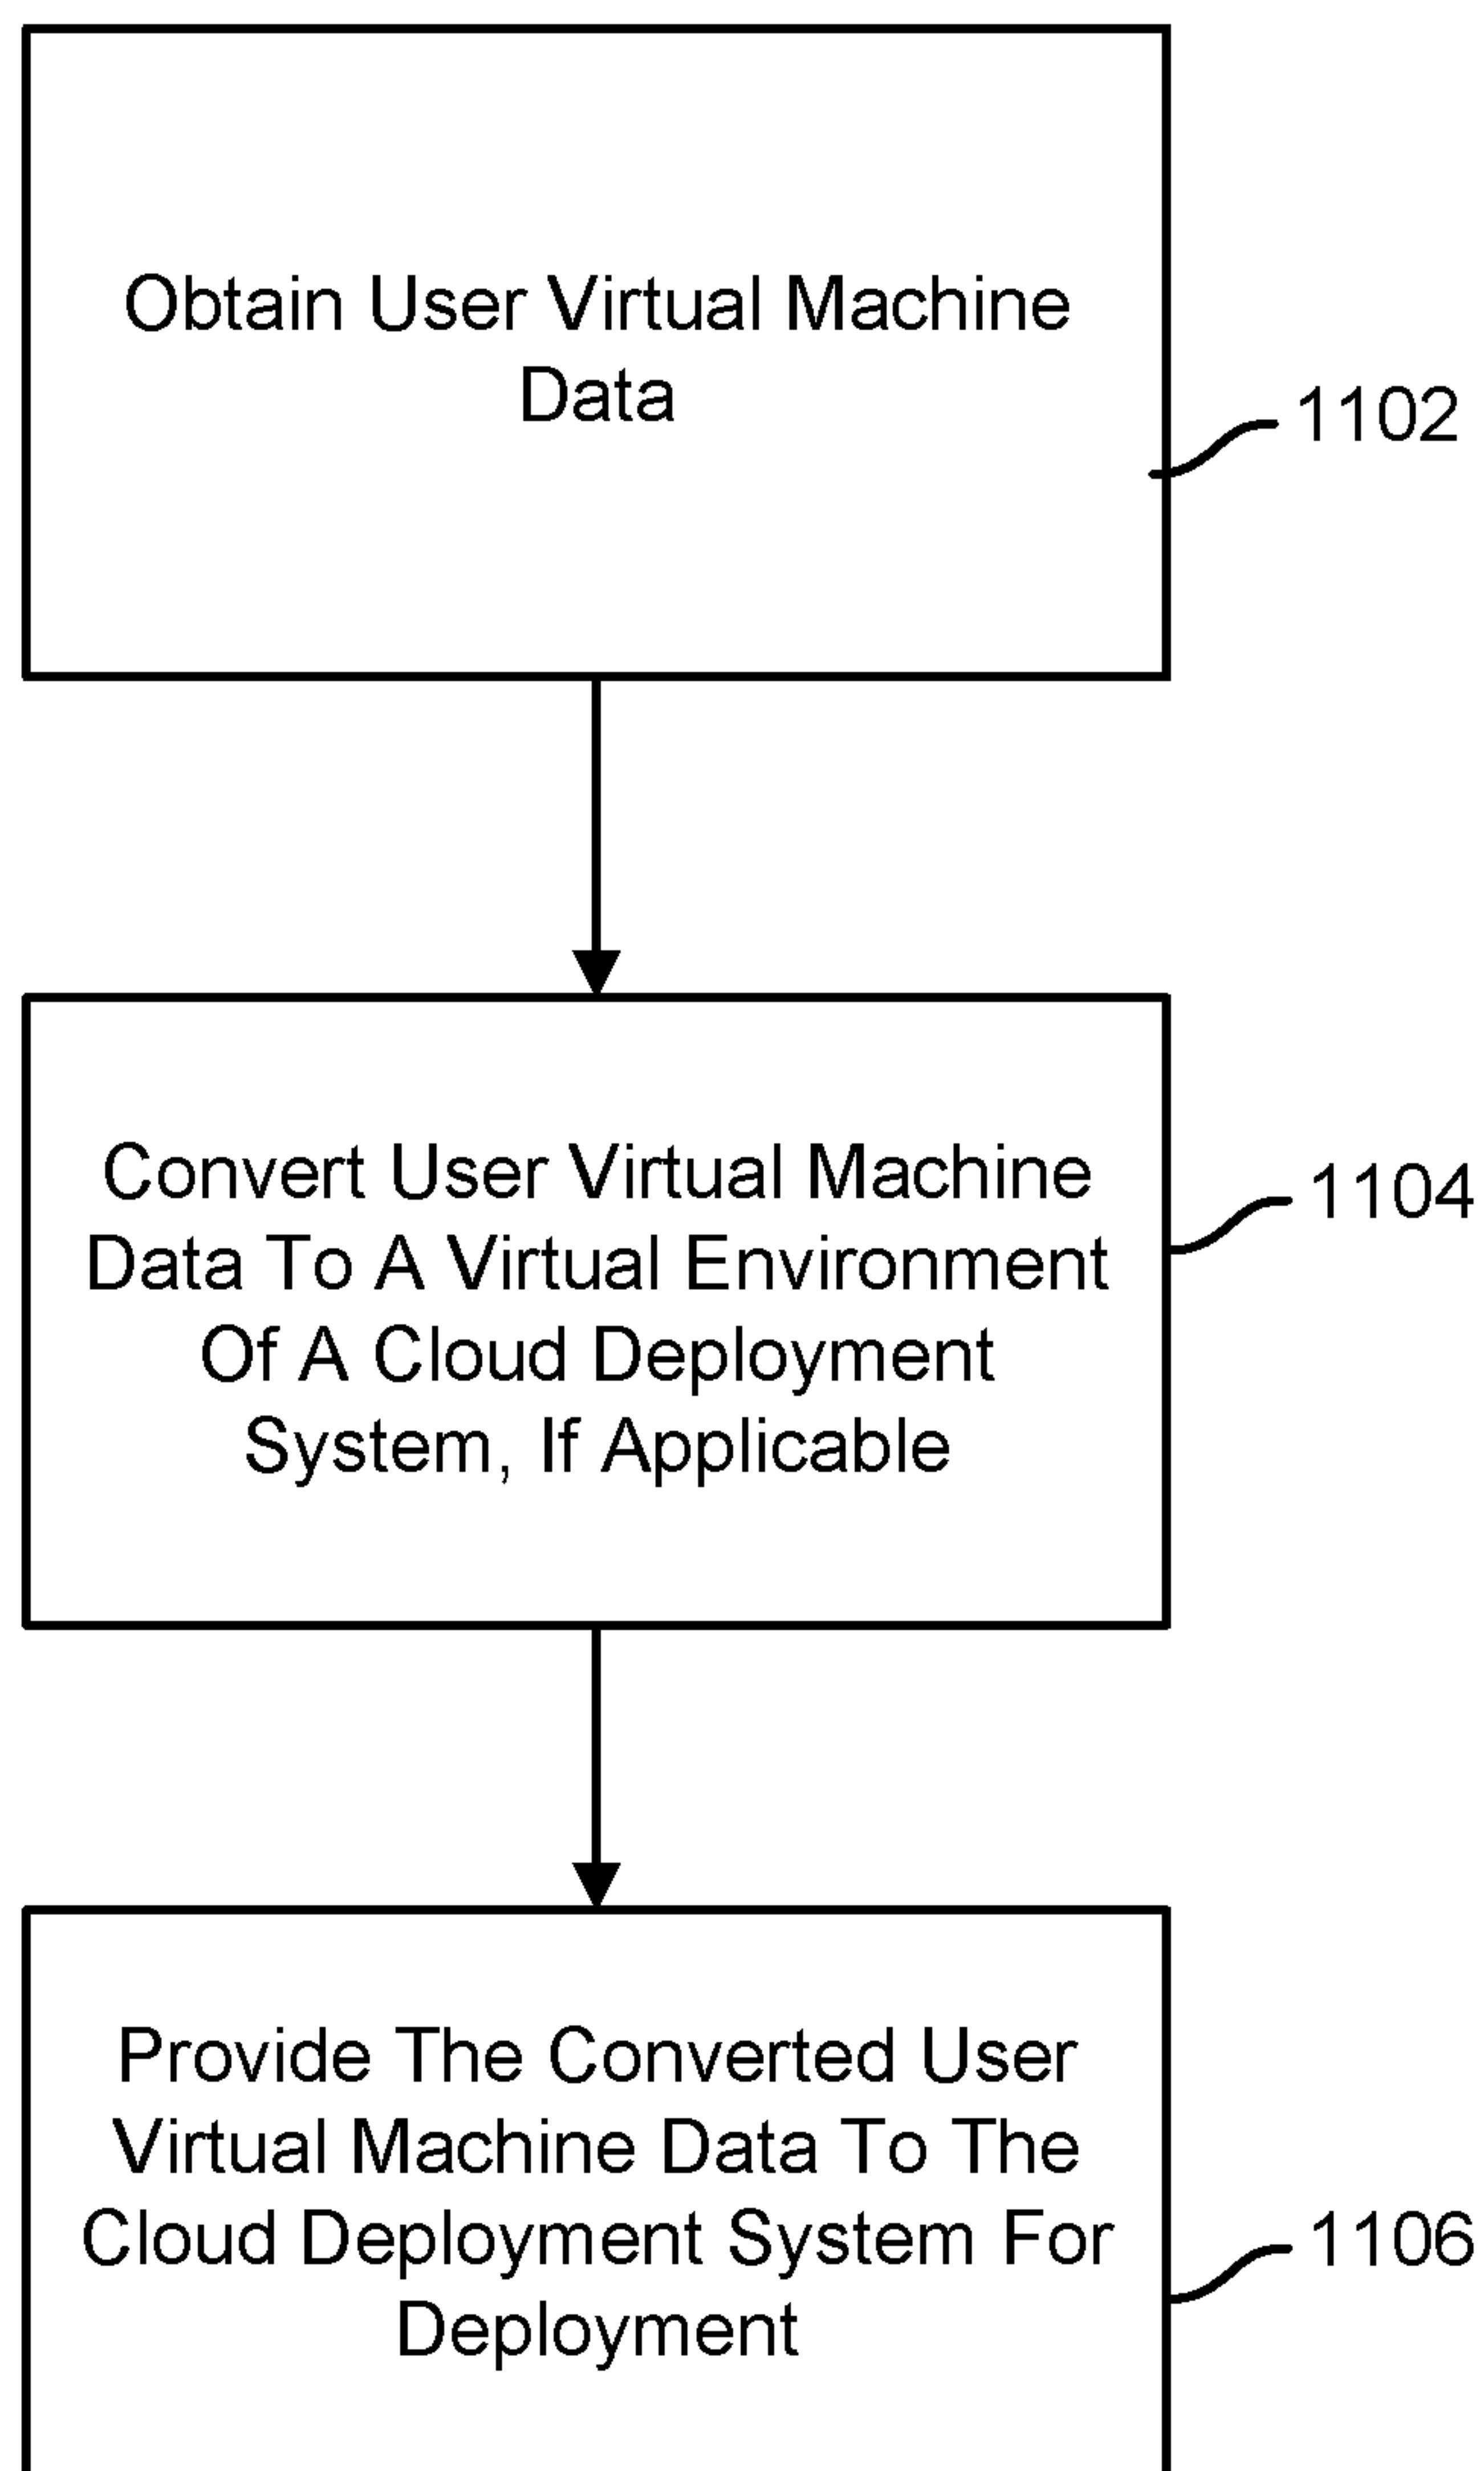 Obtain User Virtual Machine
Data
1102
Convert User Virtual Machine
Data To A Virtual Environment
Of A Cloud Deployment
System, If Applicable
1104
Provide The Converted User
Virtual Machine Data To The
Cloud Deployment System For
Deployment
1106